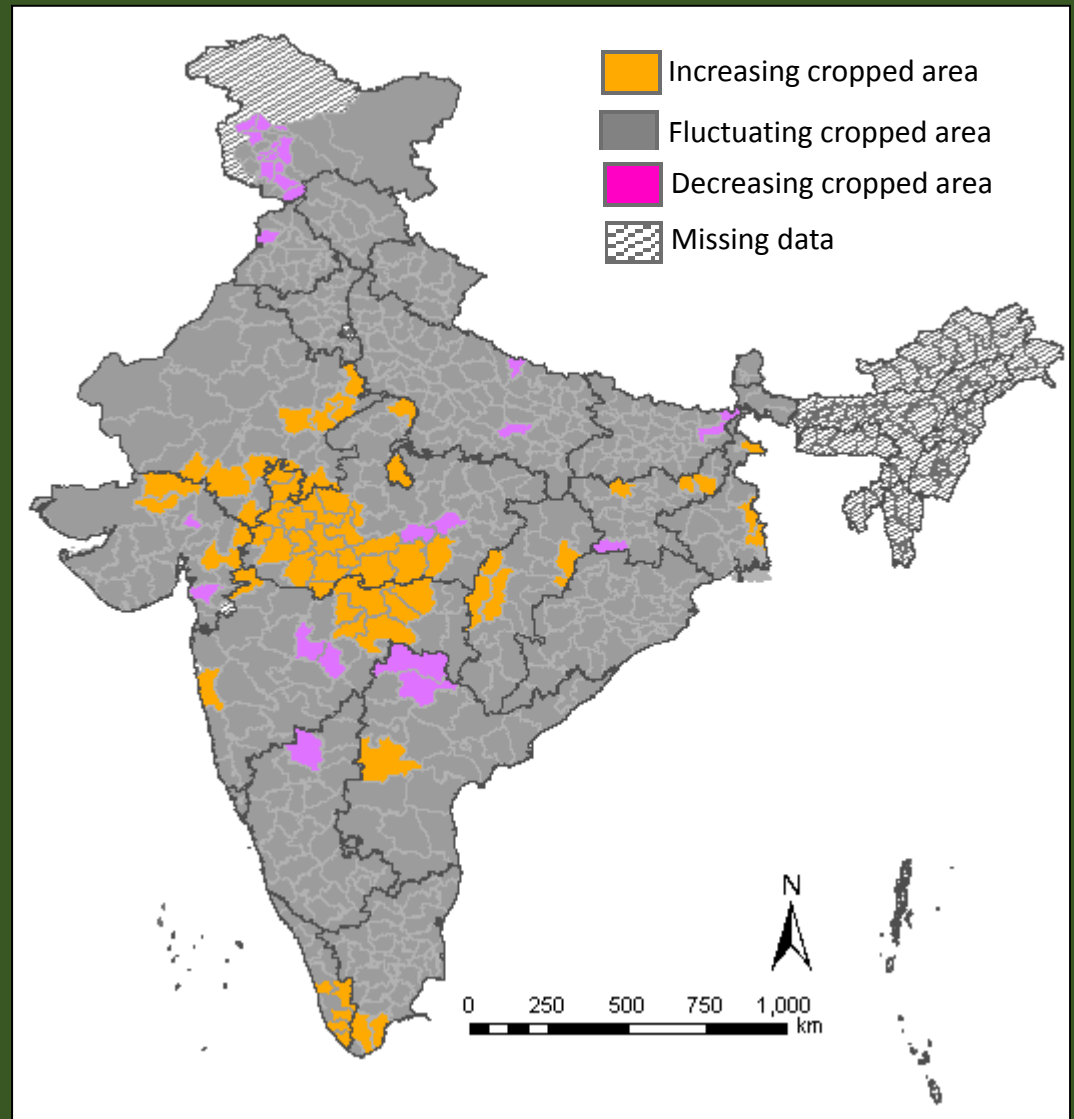 Increasing cropped area
Fluctuating cropped area
Decreasing cropped area
Missing data
N
0 250 500 750 1,000
km